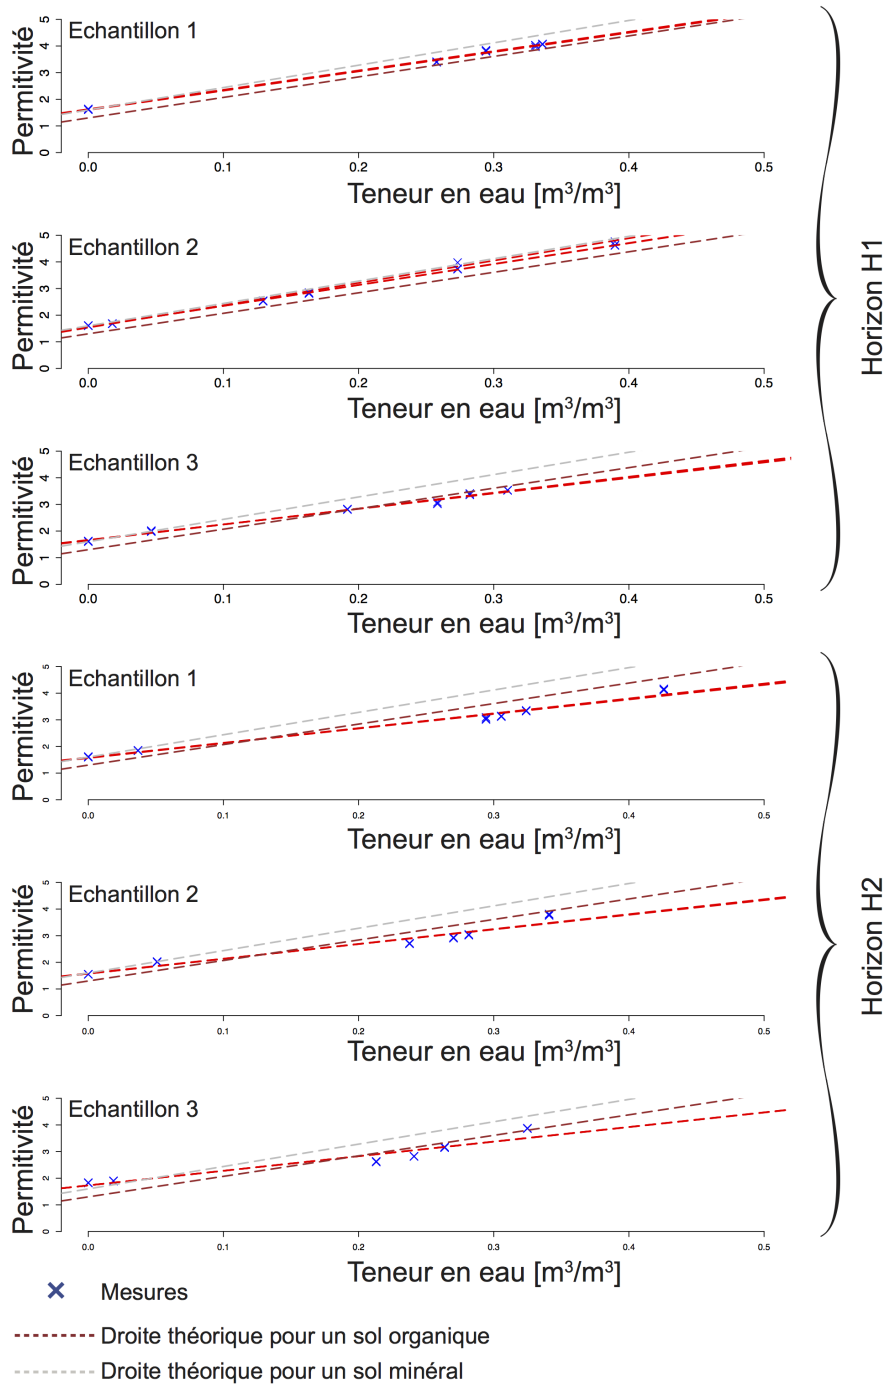 Echantillon 1
Permitivité
0 1 2 3 4 5
0.0 0.1 0.2 0.3 0.4 0.5
Teneur en eau [m³/m³]
Echantillon 2
Permitivité
0 1 2 3 4 5
0.0 0.1 0.2 0.3 0.4 0.5
Teneur en eau [m³/m³]
Echantillon 3
Permitivité
0 1 2 3 4 5
0.0 0.1 0.2 0.3 0.4 0.5
Teneur en eau [m³/m³]
Horizon H1
Echantillon 1
Permitivité
0 1 2 3 4 5
0.0 0.1 0.2 0.3 0.4 0.5
Teneur en eau [m³/m³]
Echantillon 2
Permitivité
0 1 2 3 4 5
0.0 0.1 0.2 0.3 0.4 0.5
Teneur en eau [m³/m³]
Echantillon 3
Permitivité
0 1 2 3 4 5
0.0 0.1 0.2 0.3 0.4 0.5
Teneur en eau [m³/m³]
Horizon H2
Mesures
Droite théorique pour un sol organique
Droite théorique pour un sol minéral